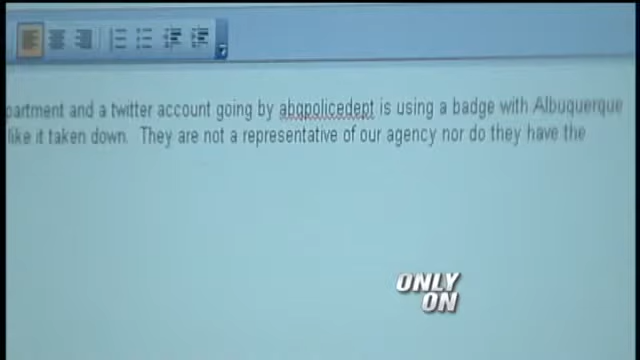 partment and a twitter account going by abqpolicedept is using a badge with Albuquerque
like it taken down. They are not a representative of our agency nor do they have the
ONLY
ON